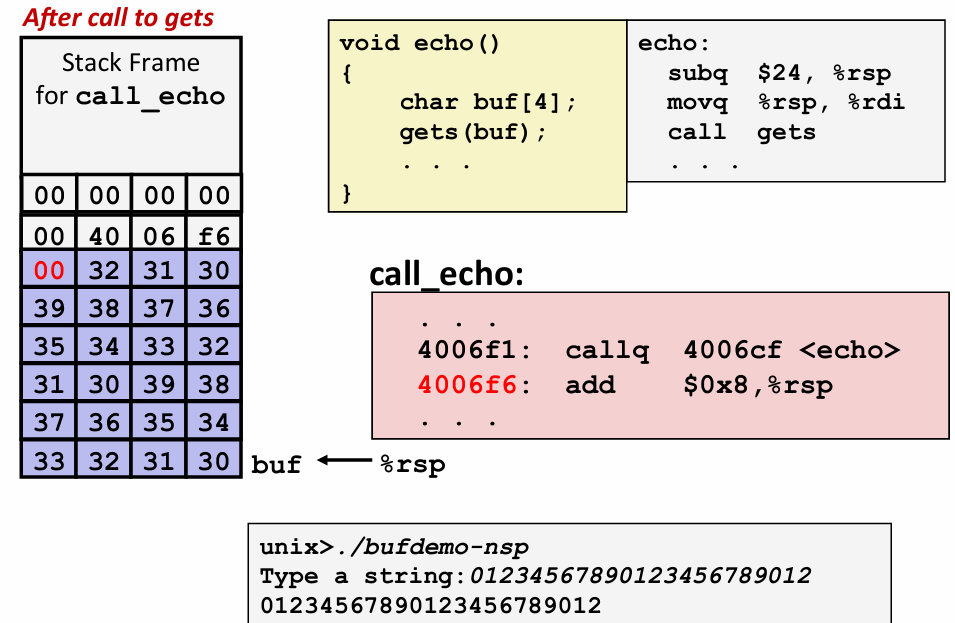 After call to gets
Stack Frame
for call_echo
00 00 00 00
00 40 06 f6
00 32 31 30
39 38 37 36
35 34 33 32
31 30 39 38
37 36 35 34
33 32 31 30 buf %rsp
void echo()
{
    char buf[4];
    gets(buf);
    . . .
}
echo:
  subq  $24, %rsp
  movq  %rsp, %rdi
  call  gets
  . . .
call_echo:
. . .
4006f1:  callq  4006cf <echo>
4006f6:  add    $0x8,%rsp
. . .
unix>./bufdemo-nsp
Type a string:01234567890123456789012
01234567890123456789012